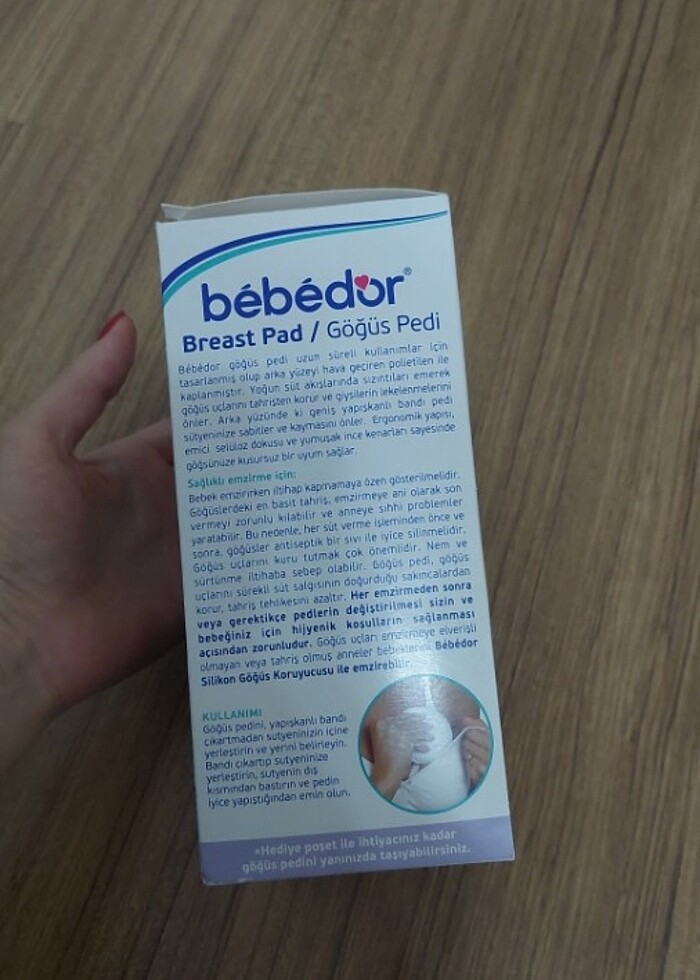 bébédor®
Breast Pad / Göğüs Pedi
Bébédor göğüs pedi uzun süreli kullanımlar için
tasarlanmış olup arka yüzeyi hava geçiren polietilen ile
kaplanmıştır. Yoğun süt akışlarında sızıntıları emerek
göğüs uçlarını tahrişten korur ve giysilerin lekelenmelerini
önler. Arka yüzünde ki geniş yapışkanlı bandı pedi
sütyeninize sabitler ve kaymasını önler. Ergonomik yapısı,
emici selüloz dokusu ve yumuşak ince kenarları sayesinde
göğsünüze kusursuz bir uyum sağlar.
Sağlıklı emzirme için:
Bebek emzirirken iltihap kapmamaya özen gösterilmelidir.
Göğüslerdeki en basit tahriş, emzirmeye ani olarak son
vermeyi zorunlu kılabilir ve anneye sıhhi problemler
yaratabilir. Bu nedenle, her süt verme işleminden önce ve
sonra, göğüsler antiseptik bir sıvı ile iyice silinmelidir.
Göğüs uçlarını kuru tutmak çok önemlidir. Nem ve
sürtünme iltihaba sebep olabilir. Göğüs pedi, göğüs
uçlarını sürekli süt salgısının doğurduğu sakıncalardan
korur, tahriş tehlikesini azaltır. Her emzirmeden sonra
veya gerektikçe pedlerin değiştirilmesi sizin ve
bebeğiniz için hijyenik koşulların sağlanması
açısından zorunludur. Göğüs uçları emzirmeye elverişli
olmayan veya tahriş olmuş anneler bebeklerini Bébédor
Silikon Göğüs Koruyucusu ile emzirebilir.
KULLANIMI
Göğüs pedini, yapışkanlı bandı
çıkartmadan sutyeninizin içine
yerleştirin ve yerini belirleyin.
Bandı çıkartıp sutyeninize
yerleştirin, sutyenin dış
kısmından bastırın ve pedin
iyice yapıştığından emin olun.
*Hediye poşet ile ihtiyacınız kadar
göğüs pedini yanınızda taşıyabilirsiniz.